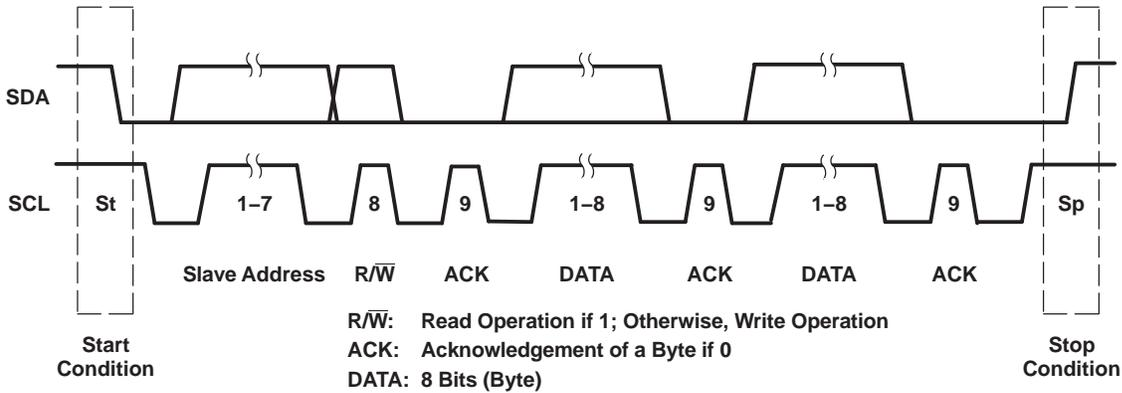 SDA
SCL St 1–7 8 9 1–8 9 1–8 9 Sp
Slave Address R/W̅ ACK DATA ACK DATA ACK
R/W̅: Read Operation if 1; Otherwise, Write Operation
ACK: Acknowledgement of a Byte if 0
DATA: 8 Bits (Byte)
Start
Condition
Stop
Condition